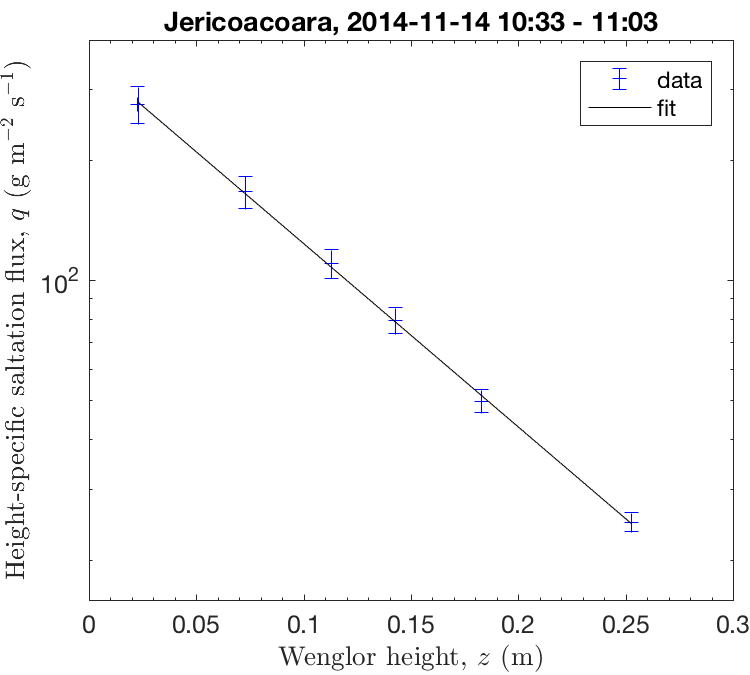 Jericoacoara, 2014-11-14 10:33 - 11:03
Height-specific saltation flux, q (g m⁻² s⁻¹)
10²
data
fit
0 0.05 0.1 0.15 0.2 0.25 0.3
Wenglor height, z (m)